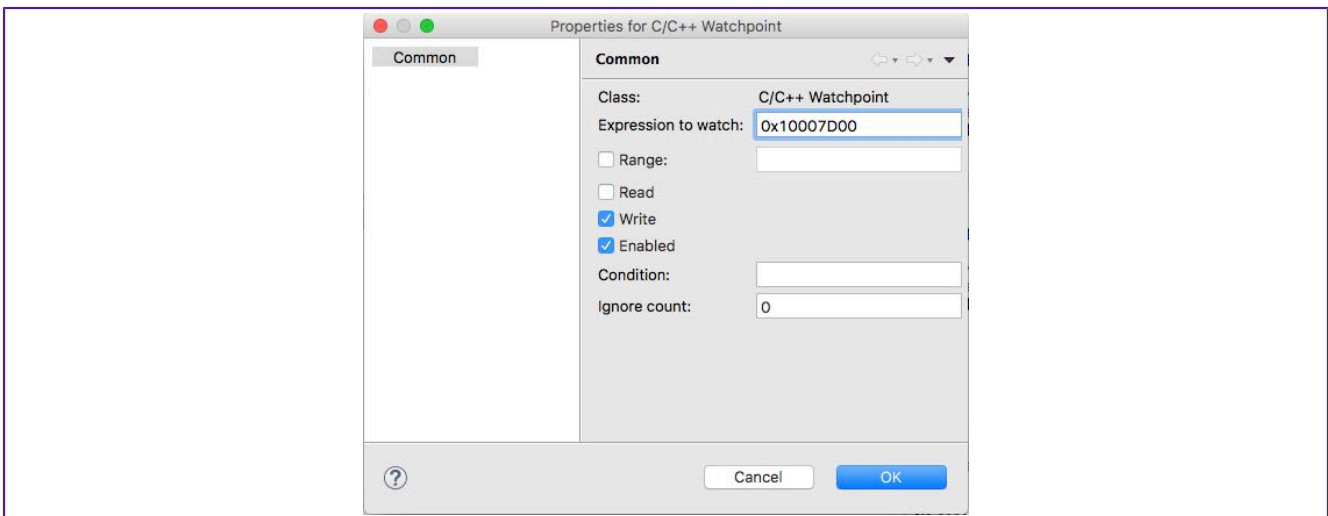 Properties for C/C++ Watchpoint
Common
Common
Class: C/C++ Watchpoint
Expression to watch: 0x10007D00
Range:
Read
Write
Enabled
Condition:
Ignore count: 0
?
Cancel OK